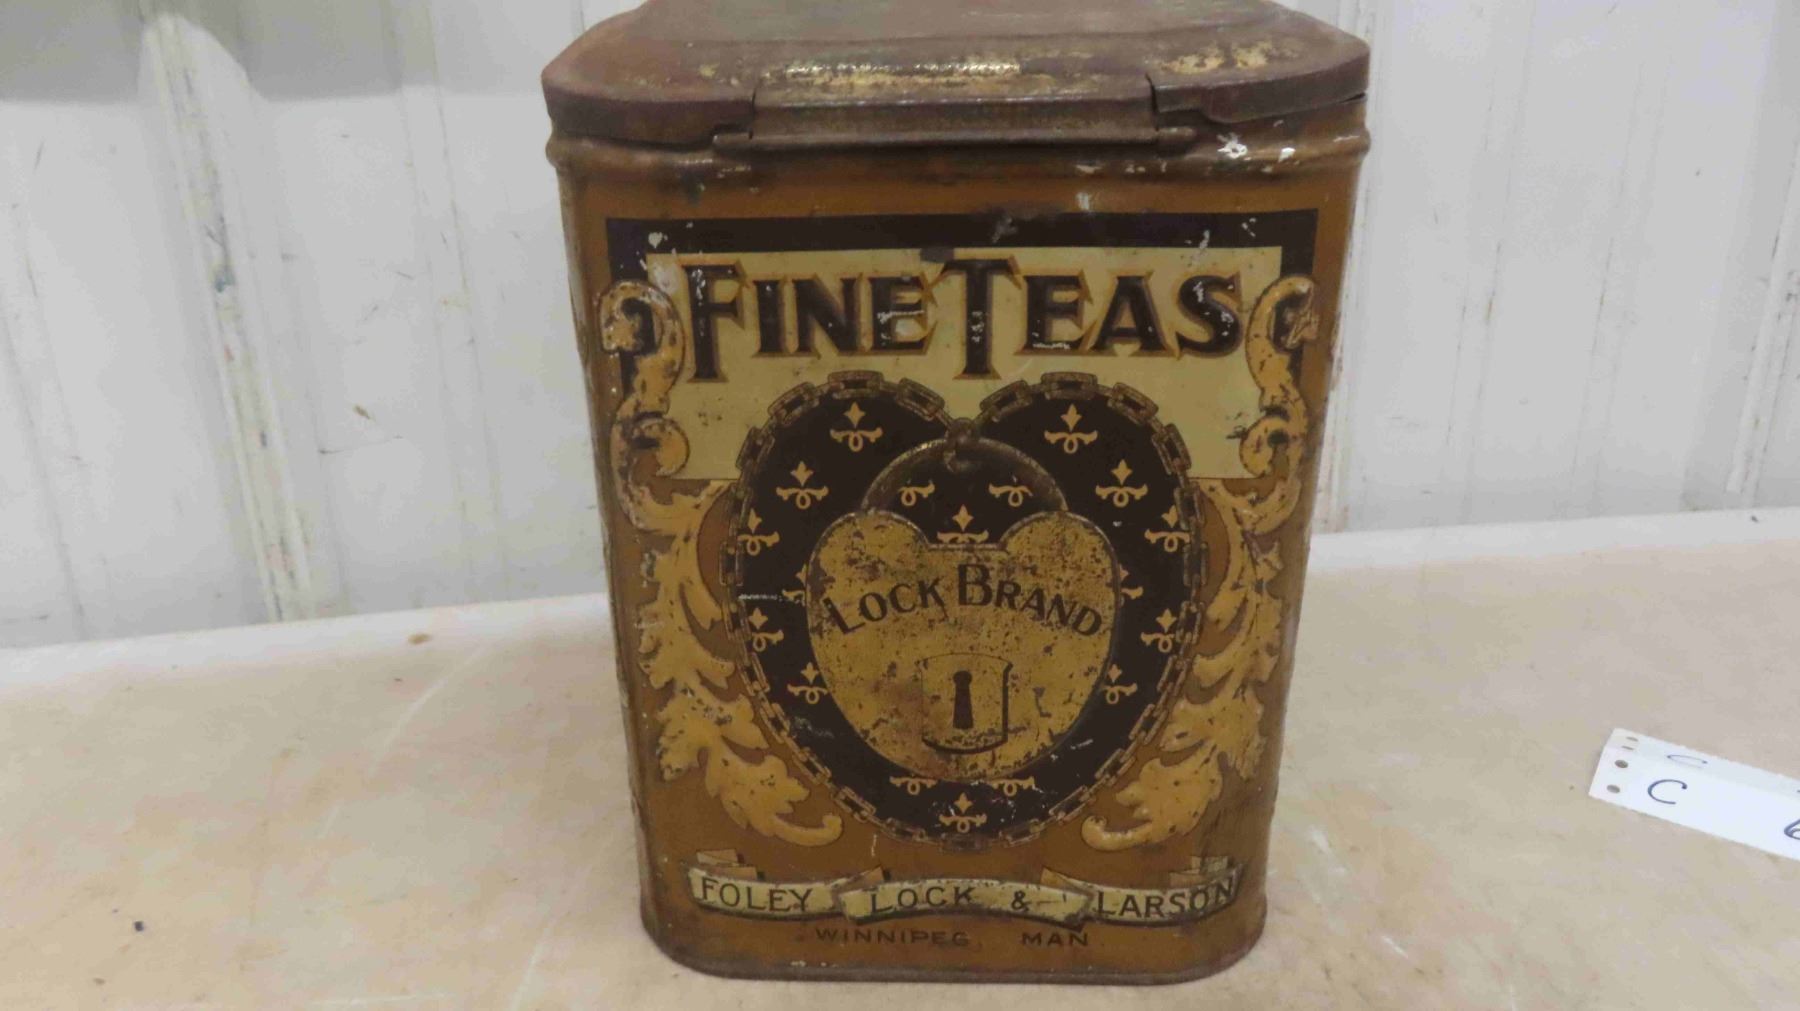 FINE TEAS
LOCK BRAND
FOLEY LOCK & LARSON
WINNIPEG, MAN
C
C